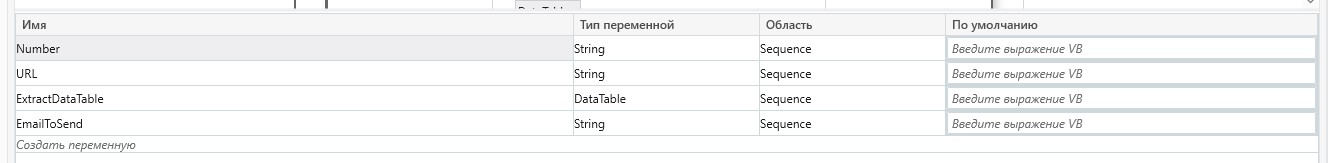 Имя Тип переменной Область По умолчанию
Number String Sequence Введите выражение VB
URL String Sequence Введите выражение VB
ExtractDataTable DataTable Sequence Введите выражение VB
EmailToSend String Sequence Введите выражение VB
Создать переменную